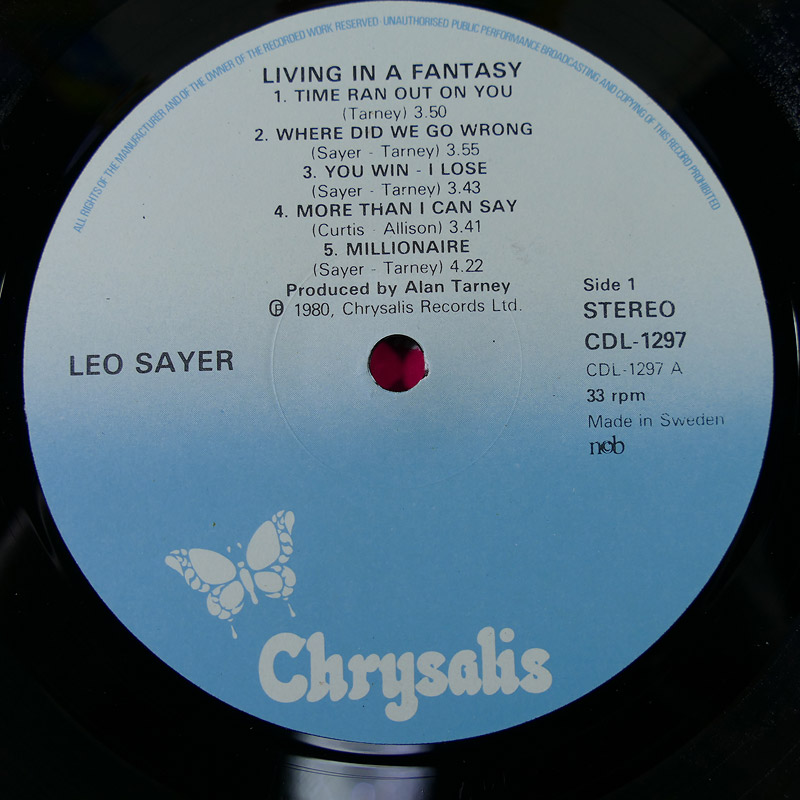 ALL RIGHTS OF THE MANUFACTURER AND OF THE OWNER OF THE RECORDED WORK RESERVED · UNAUTHORISED PUBLIC PERFORMANCE BROADCASTING AND COPYING OF THIS RECORD PROHIBITED
LIVING IN A FANTASY
1. TIME RAN OUT ON YOU
(Tarney) 3.50
2. WHERE DID WE GO WRONG
(Sayer - Tarney) 3.55
3. YOU WIN - I LOSE
(Sayer - Tarney) 3.43
4. MORE THAN I CAN SAY
(Curtis - Allison) 3.41
5. MILLIONAIRE
(Sayer - Tarney) 4.22
Produced by Alan Tarney
Ⓟ 1980, Chrysalis Records Ltd.
LEO SAYER
Side 1
STEREO
CDL-1297
CDL-1297 A
33 rpm
Made in Sweden
ncb
Chrysalis